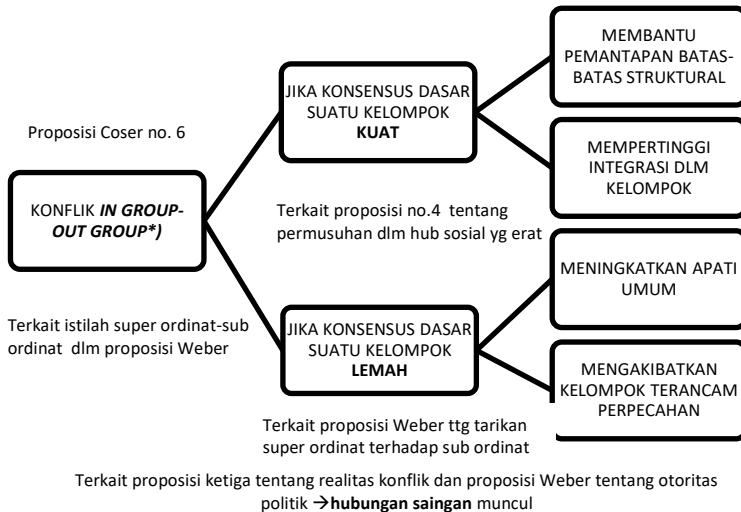 MEMBANTU
PEMANTAPAN BATAS-
BATAS STRUKTURAL
JIKA KONSENSUS DASAR
SUATU KELOMPOK
KUAT
Proposisi Coser no. 6
MEMPERTINGGI
INTEGRASI DLM
KELOMPOK
KONFLIK IN GROUP-
OUT GROUP*)
Terkait proposisi no.4 tentang
permusuhan dlm hub sosial yg erat
MENINGKATKAN APATI
UMUM
Terkait istilah super ordinat-sub
ordinat dlm proposisi Weber
JIKA KONSENSUS DASAR
SUATU KELOMPOK
LEMAH
MENGAKIBATKAN
KELOMPOK TERANCAM
PERPECAHAN
Terkait proposisi Weber ttg tarikan
super ordinat terhadap sub ordinat
Terkait proposisi ketiga tentang realitas konflik dan proposisi Weber tentang otoritas
politik →hubungan saingan muncul